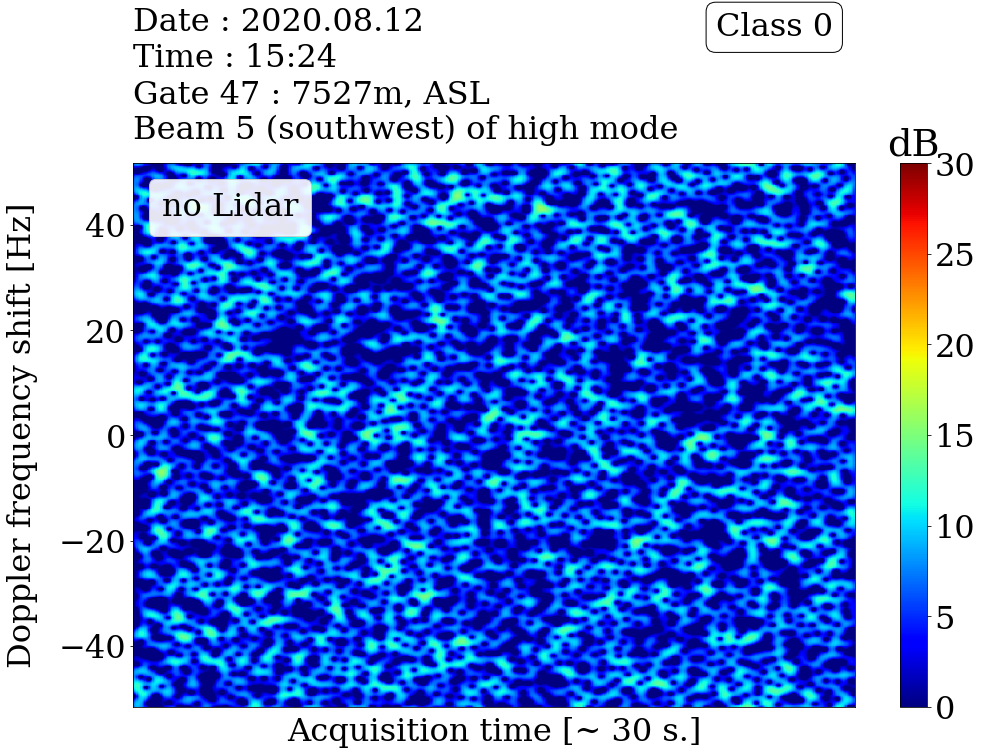 Date : 2020.08.12
Time : 15:24
Gate 47 : 7527m, ASL
Beam 5 (southwest) of high mode
Class 0
dB
no Lidar
Doppler frequency shift [Hz]
40
20
0
−20
−40
Acquisition time [~ 30 s.]
30
25
20
15
10
5
0